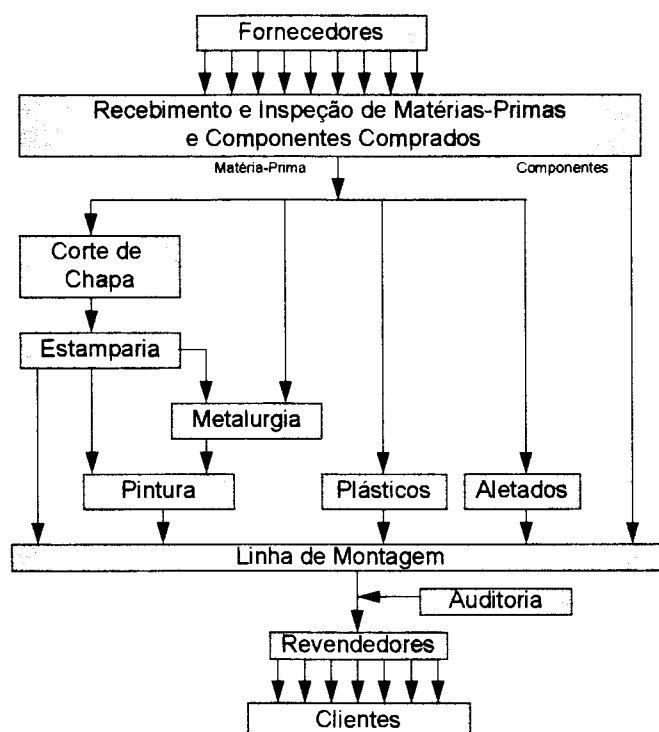 Fornecedores
Recebimento e Inspeção de Matérias-Primas
e Componentes Comprados
Matéria-Prima
Componentes
Corte de
Chapa
Estamparia
Metalurgia
Pintura
Plásticos
Aletados
Linha de Montagem
Auditoria
Revendedores
Clientes